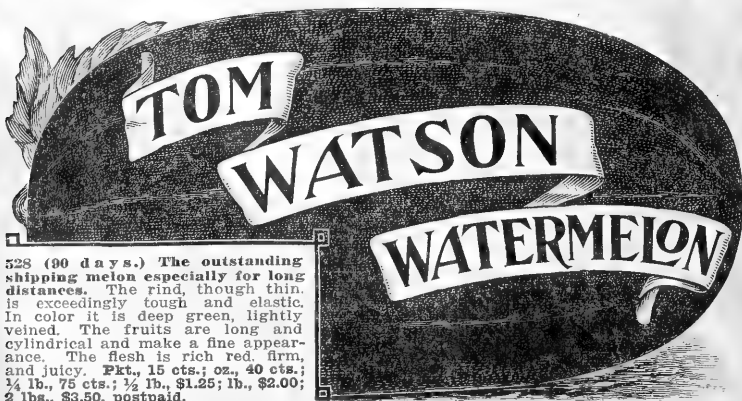 TOM
WATSON
WATERMELON
528 (90 days.) The outstanding
shipping melon especially for long
distances. The rind, though thin,
is exceedingly tough and elastic.
In color it is deep green, lightly
veined. The fruits are long and
cylindrical and make a fine appear-
ance. The flesh is rich red, firm,
and juicy. Pkt., 15 cts.; oz., 40 cts.;
¼ lb., 75 cts.; ½ lb., $1.25; lb., $2.00;
2 lbs., $3.50, postpaid.